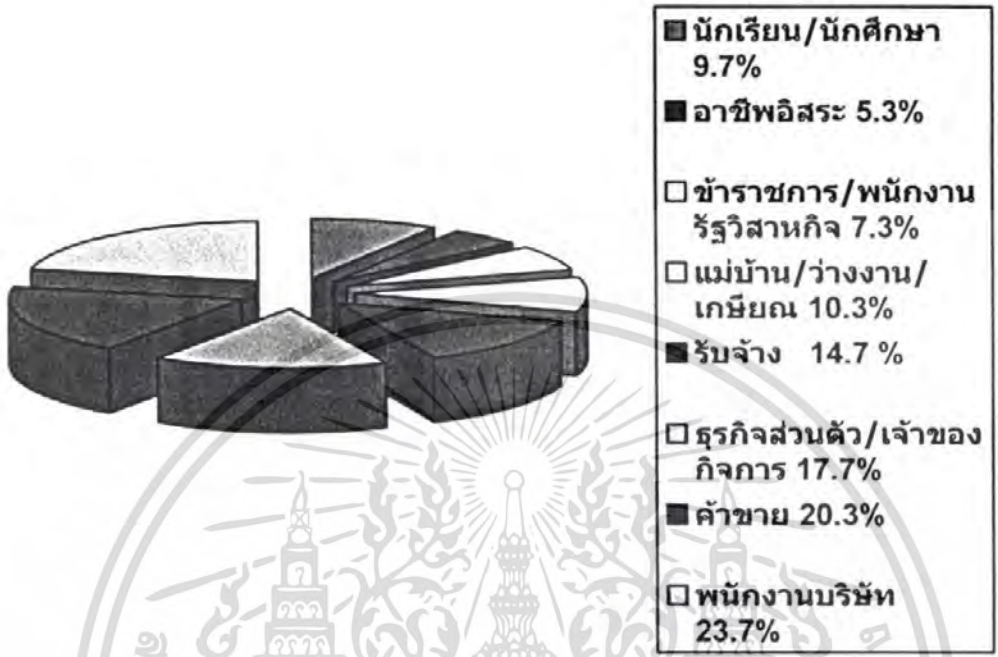 นักเรียน/นักศึกษา
9.7%
อาชีพอิสระ 5.3%
ข้าราชการ/พนักงาน
รัฐวิสาหกิจ 7.3%
แม่บ้าน/ว่างงาน/
เกษียณ 10.3%
รับจ้าง 14.7 %
ธุรกิจส่วนตัว/เจ้าของ
กิจการ 17.7%
ค้าขาย 20.3%
พนักงานบริษัท
23.7%